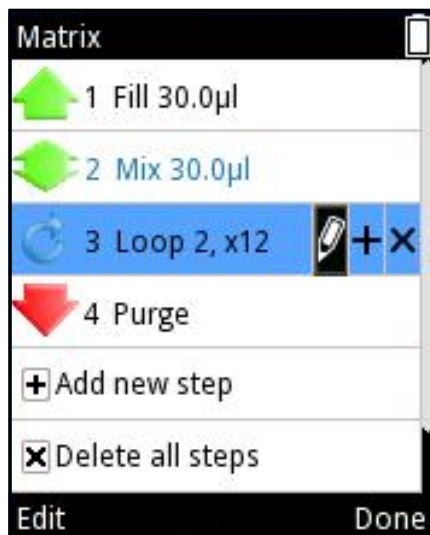 Matrix
1 Fill 30.0µl
2 Mix 30.0µl
3 Loop 2, x12
4 Purge
Add new step
Delete all steps
Edit Done